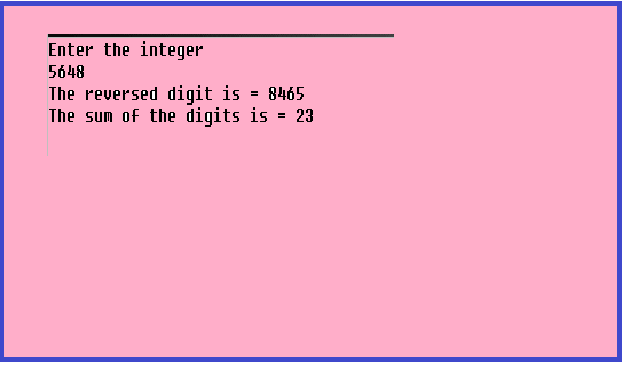 Enter the integer
5648
The reversed digit is = 8465
The sum of the digits is = 23